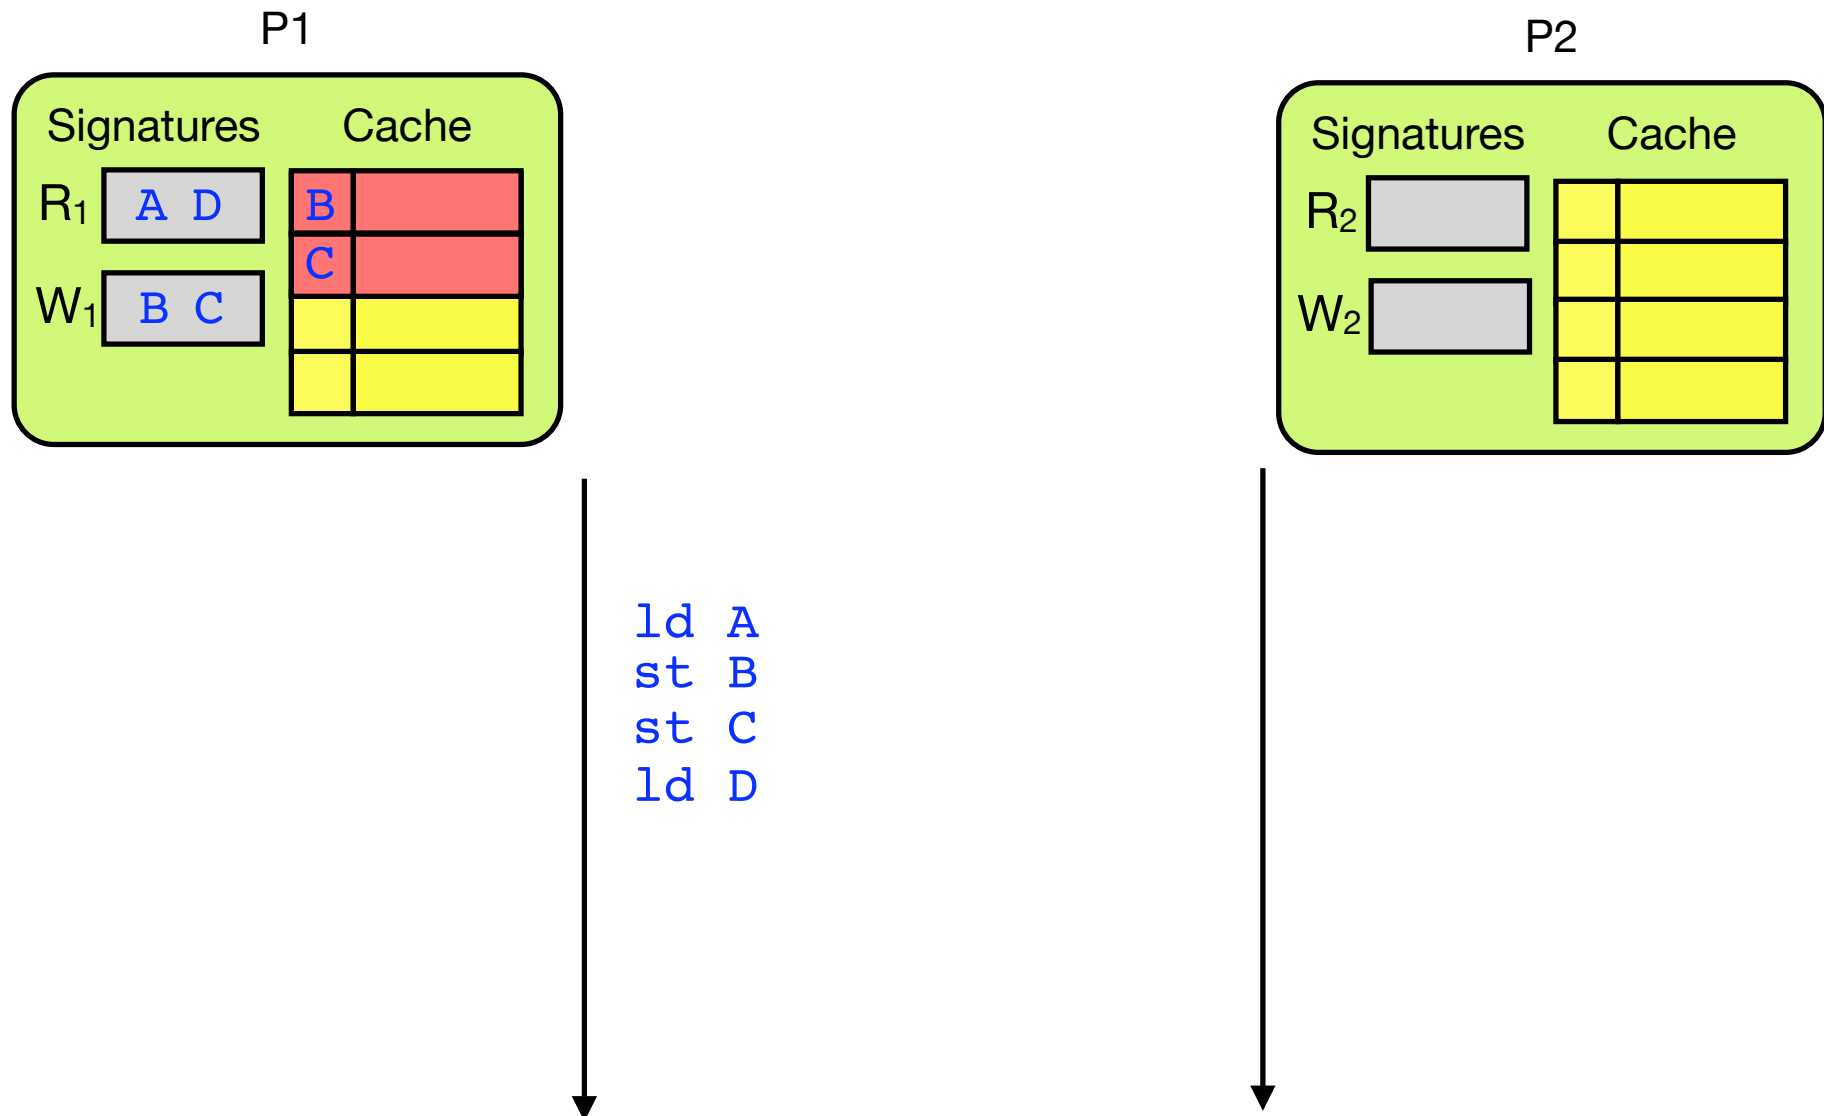 P1
Signatures Cache
R1 A D B
C
W1 B C
P2
Signatures Cache
R2
W2
ld A
st B
st C
ld D